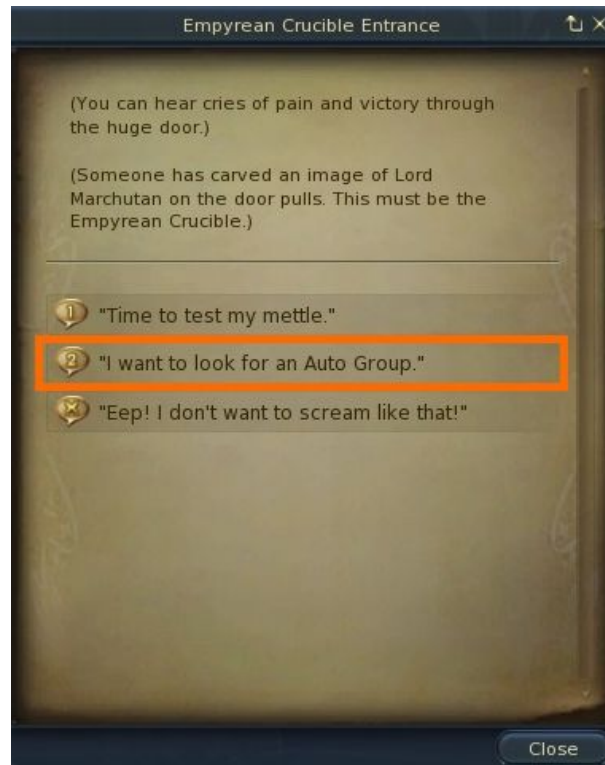 Empyrean Crucible Entrance
(You can hear cries of pain and victory through
the huge door.)
(Someone has carved an image of Lord
Marchutan on the door pulls. This must be the
Empyrean Crucible.)
1 "Time to test my mettle."
2 "I want to look for an Auto Group."
"Eep! I don't want to scream like that!"
Close